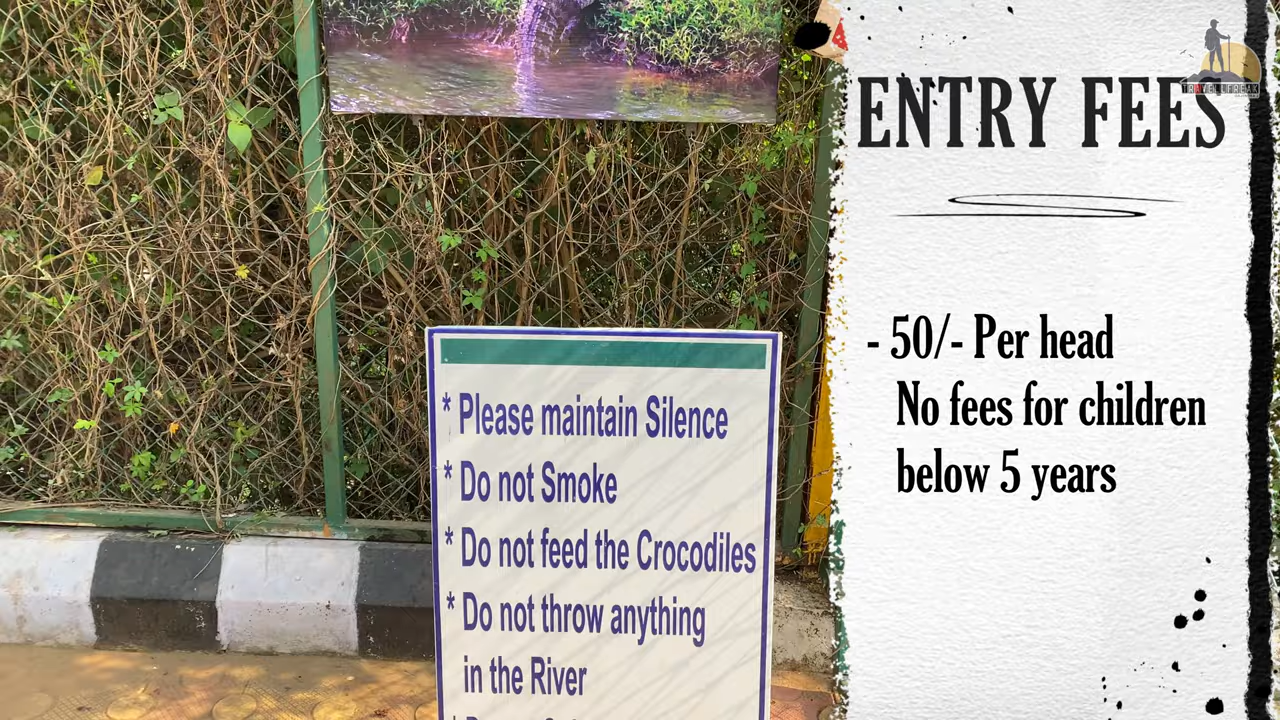 * Please maintain Silence
* Do not Smoke
* Do not feed the Crocodiles
* Do not throw anything
in the River
ENTRY FEES
- 50/- Per head
No fees for children
below 5 years